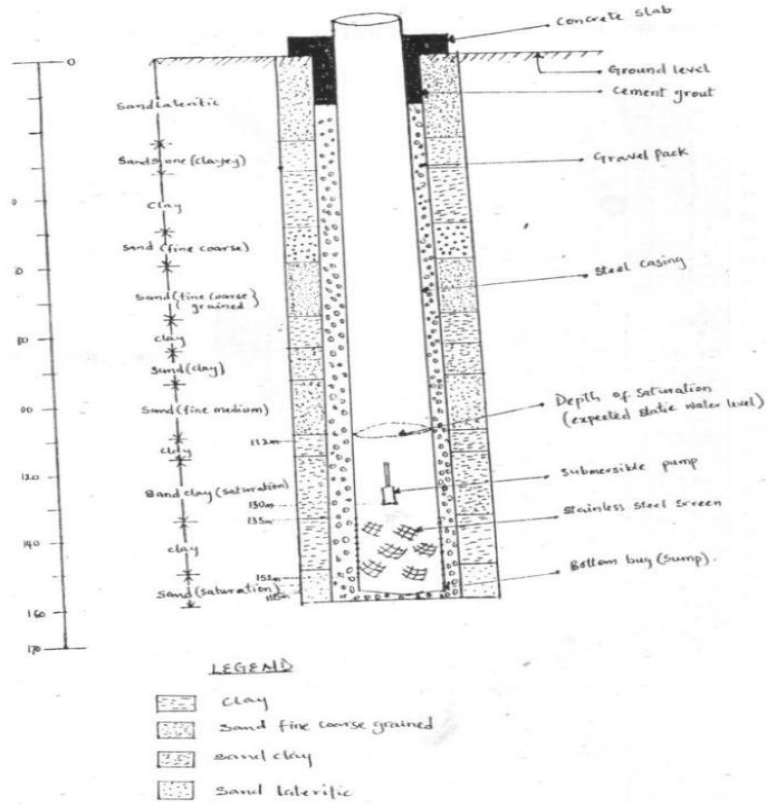 Concrete slab
0
Ground level
Sand Lateritic
Cement grout
Sandstone (clayey)
Gravel pack
Clay
Sand (fine coarse)
Steel casing
Sand (fine coarse)
grained
Clay
Sand (clay)
Depth of saturation
(expected static water level)
Sand (fine medium)
112m
Clay
120
Submersible pump
Sand clay (saturation)
130m
Stainless Steel Screen
135m
140
clay
152m
Bottom bug (Sump).
Sand (saturation)
160
170
LEGEND
Clay
Sand fine coarse grained
Sand clay
Sand lateritic